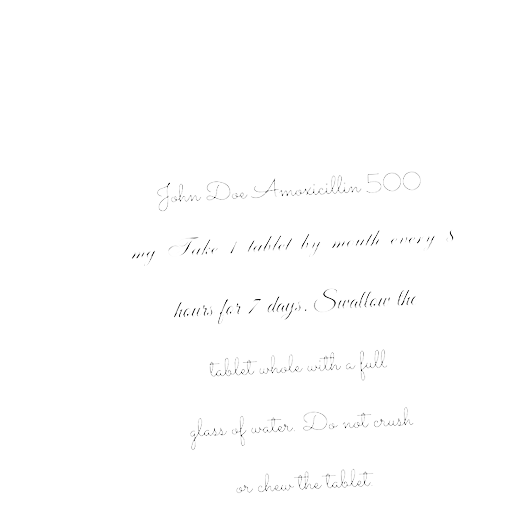 John Doe Amoxicillin 500
mg Take 1 tablet by mouth every 8
hours for 7 days. Swallow the
tablet whole with a full
glass of water. Do not crush
or chew the tablet